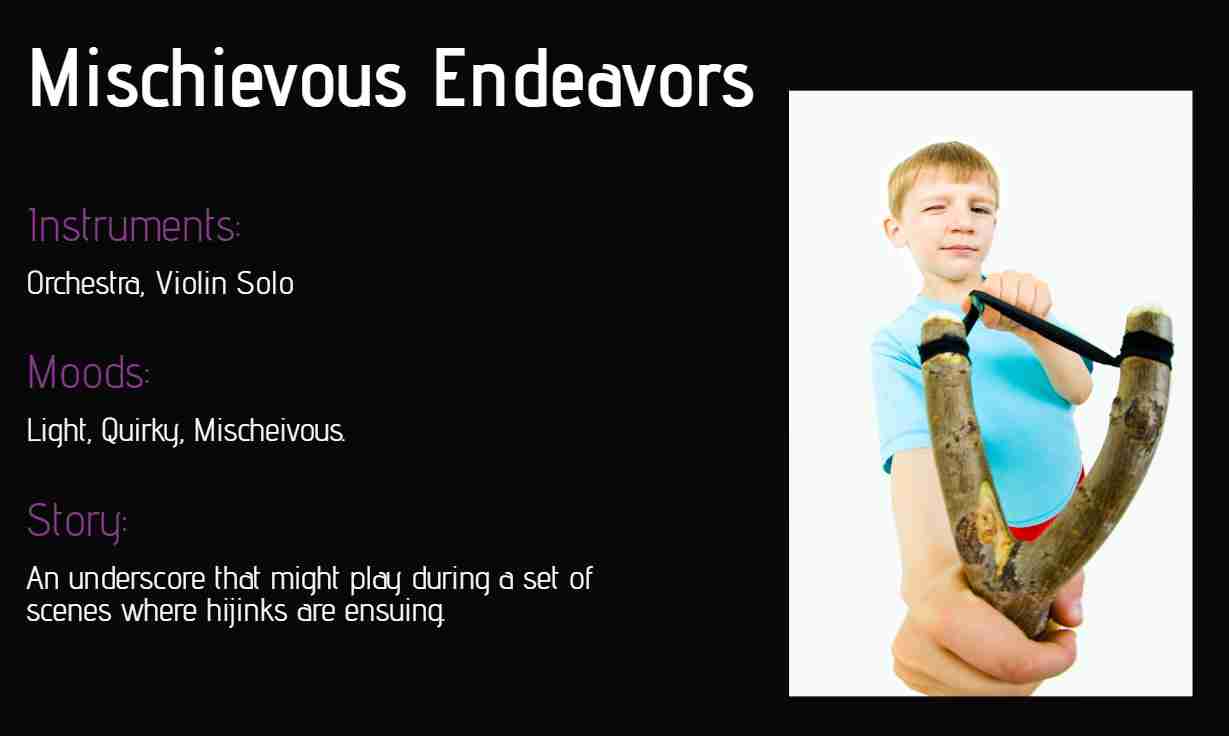 Mischievous Endeavors
Instruments:
Orchestra, Violin Solo
Moods:
Light, Quirky, Mischeivous.
Story:
An underscore that might play during a set of
scenes where hijinks are ensuing.